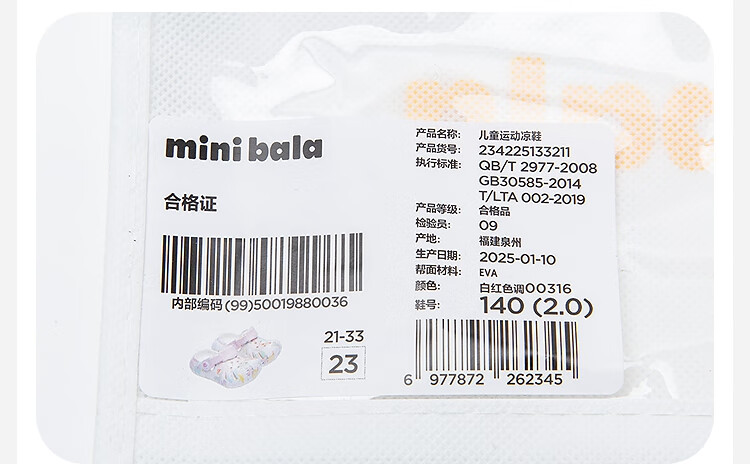 mini bala
合格证
内部编码 (99)50019880036
21-33
23
产品名称: 儿童运动凉鞋
产品货号: 234225133211
执行标准: QB/T 2977-2008
GB30585-2014
T/LTA 002-2019
产品等级: 合格品
检验员: 09
产地: 福建泉州
生产日期: 2025-01-10
帮面材料: EVA
颜色: 白红色调00316
鞋号: 140 (2.0)
6 977872 262345